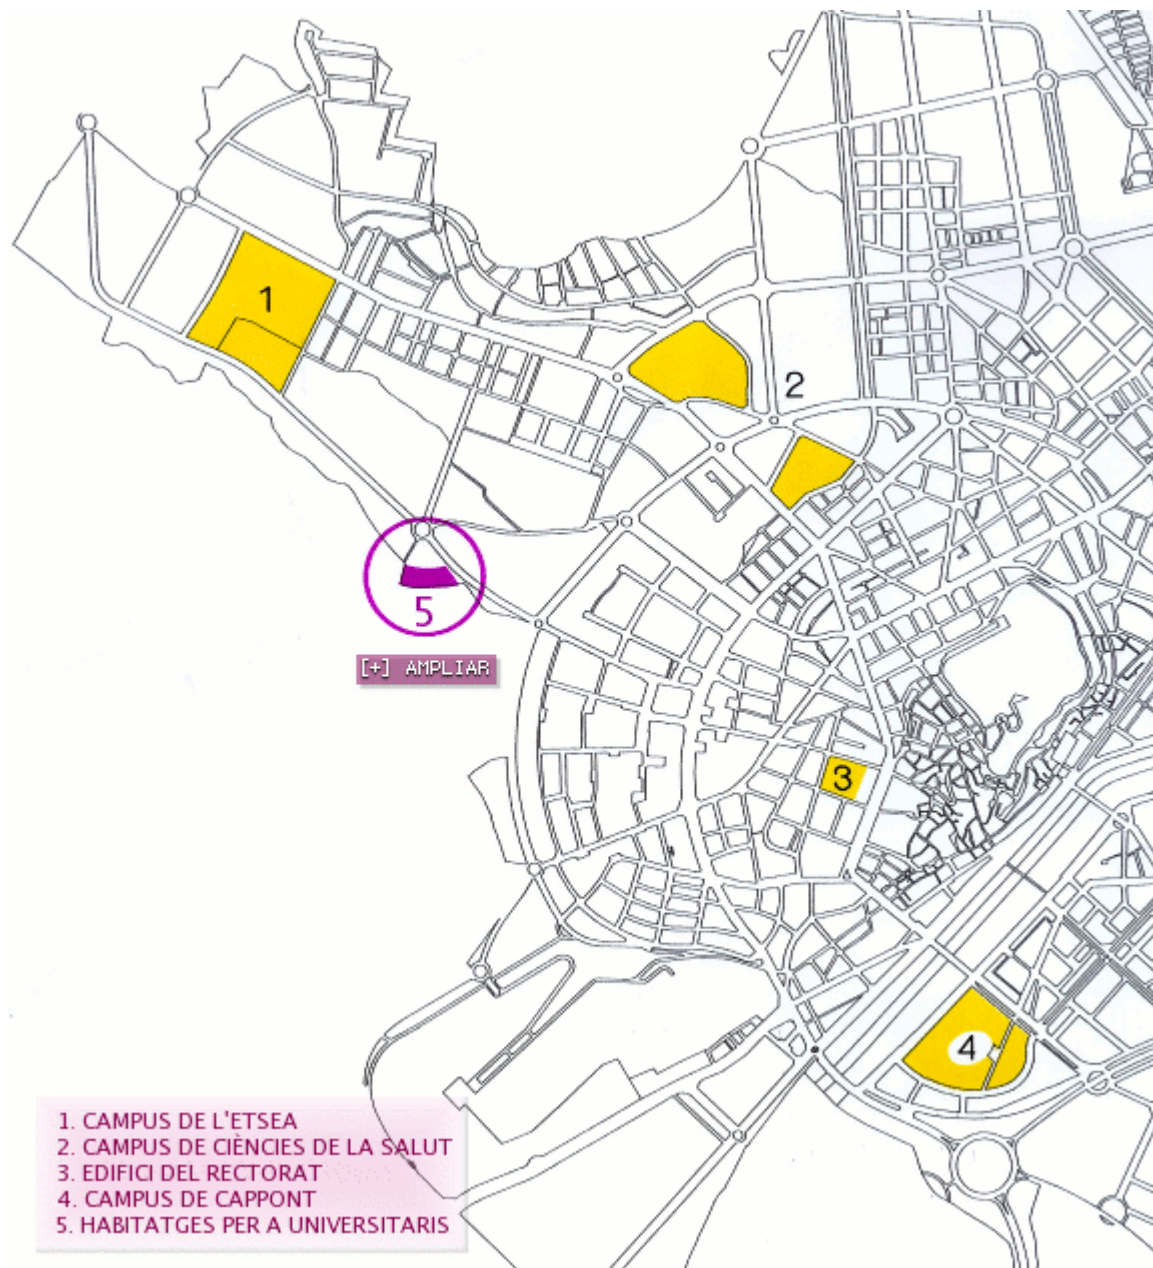 1
2
5
[+] AMPLIAR
3
4
1. CAMPUS DE L'ETSEA
2. CAMPUS DE CIÈNCIES DE LA SALUT
3. EDIFICI DEL RECTORAT
4. CAMPUS DE CAPPONT
5. HABITATGES PER A UNIVERSITARIS